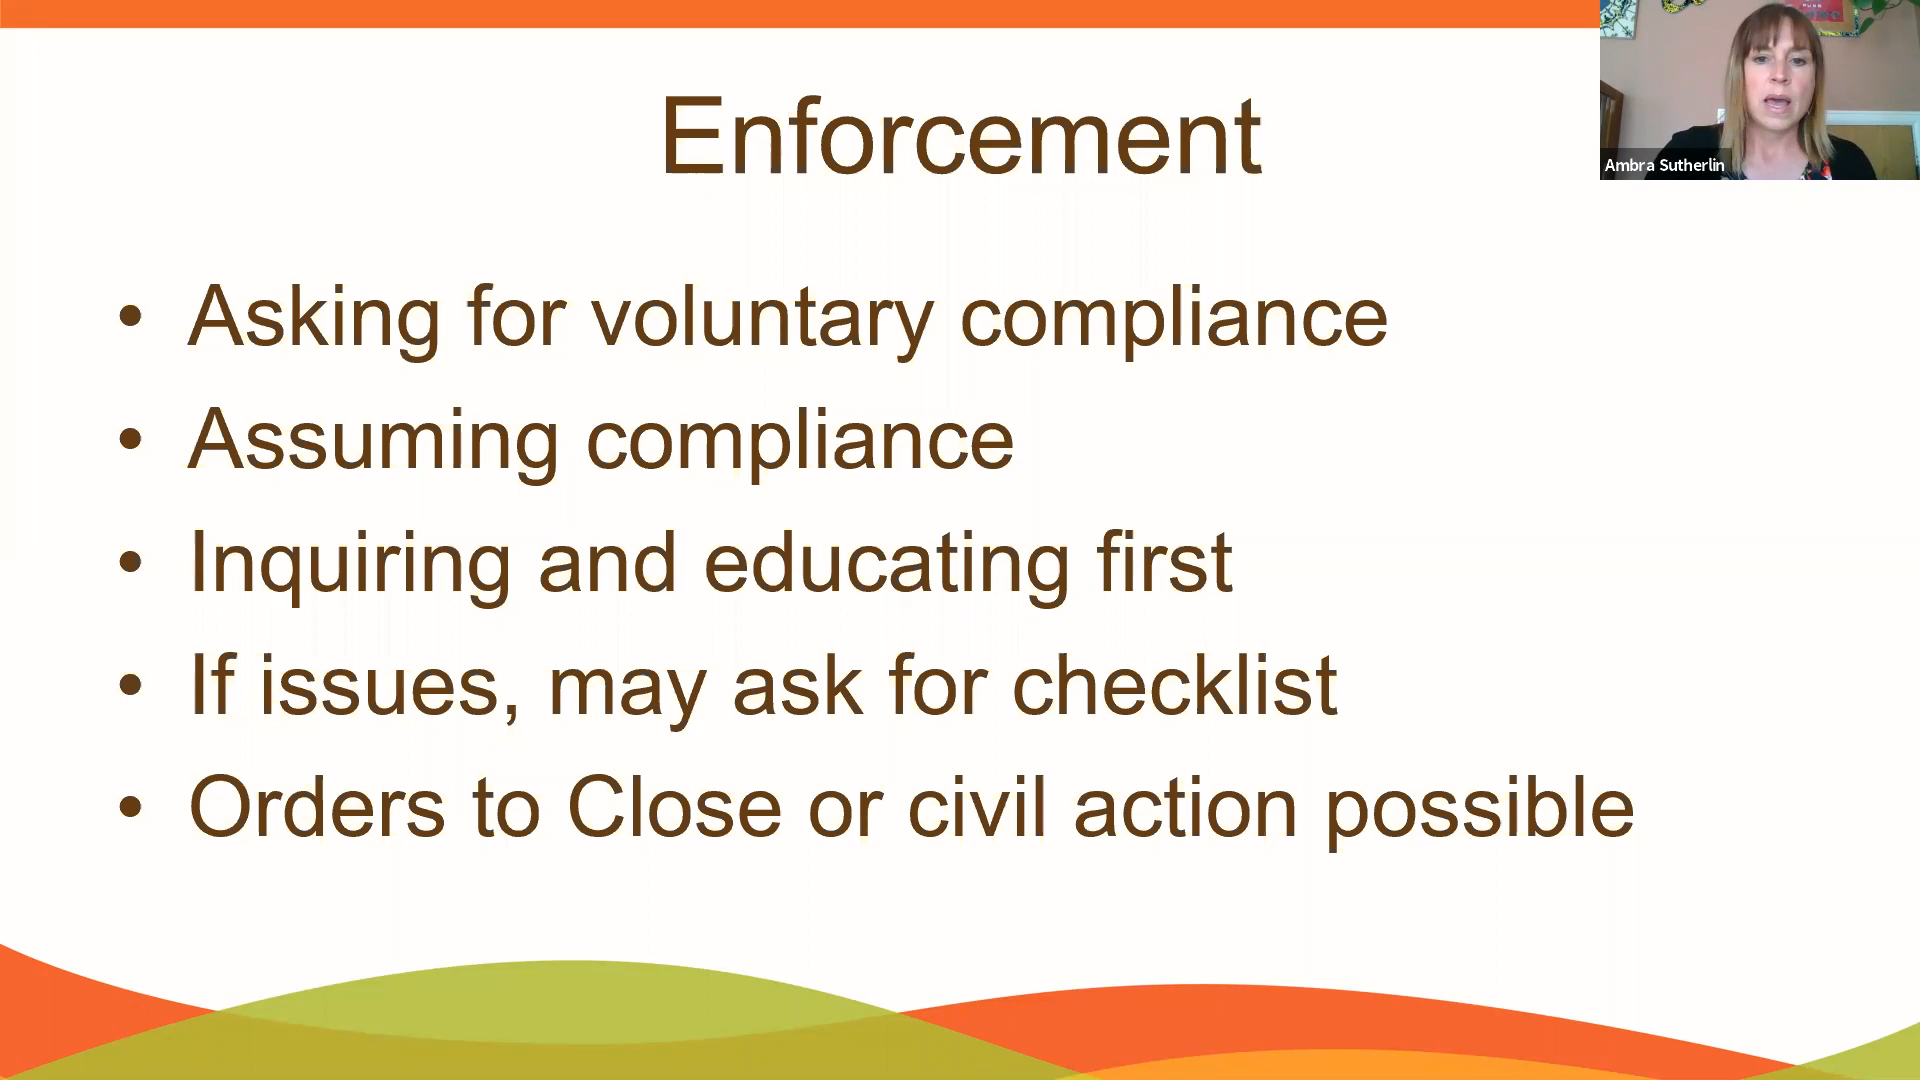 Enforcement
• Asking for voluntary compliance
• Assuming compliance
• Inquiring and educating first
• If issues, may ask for checklist
• Orders to Close or civil action possible
Ambra Sutherlin